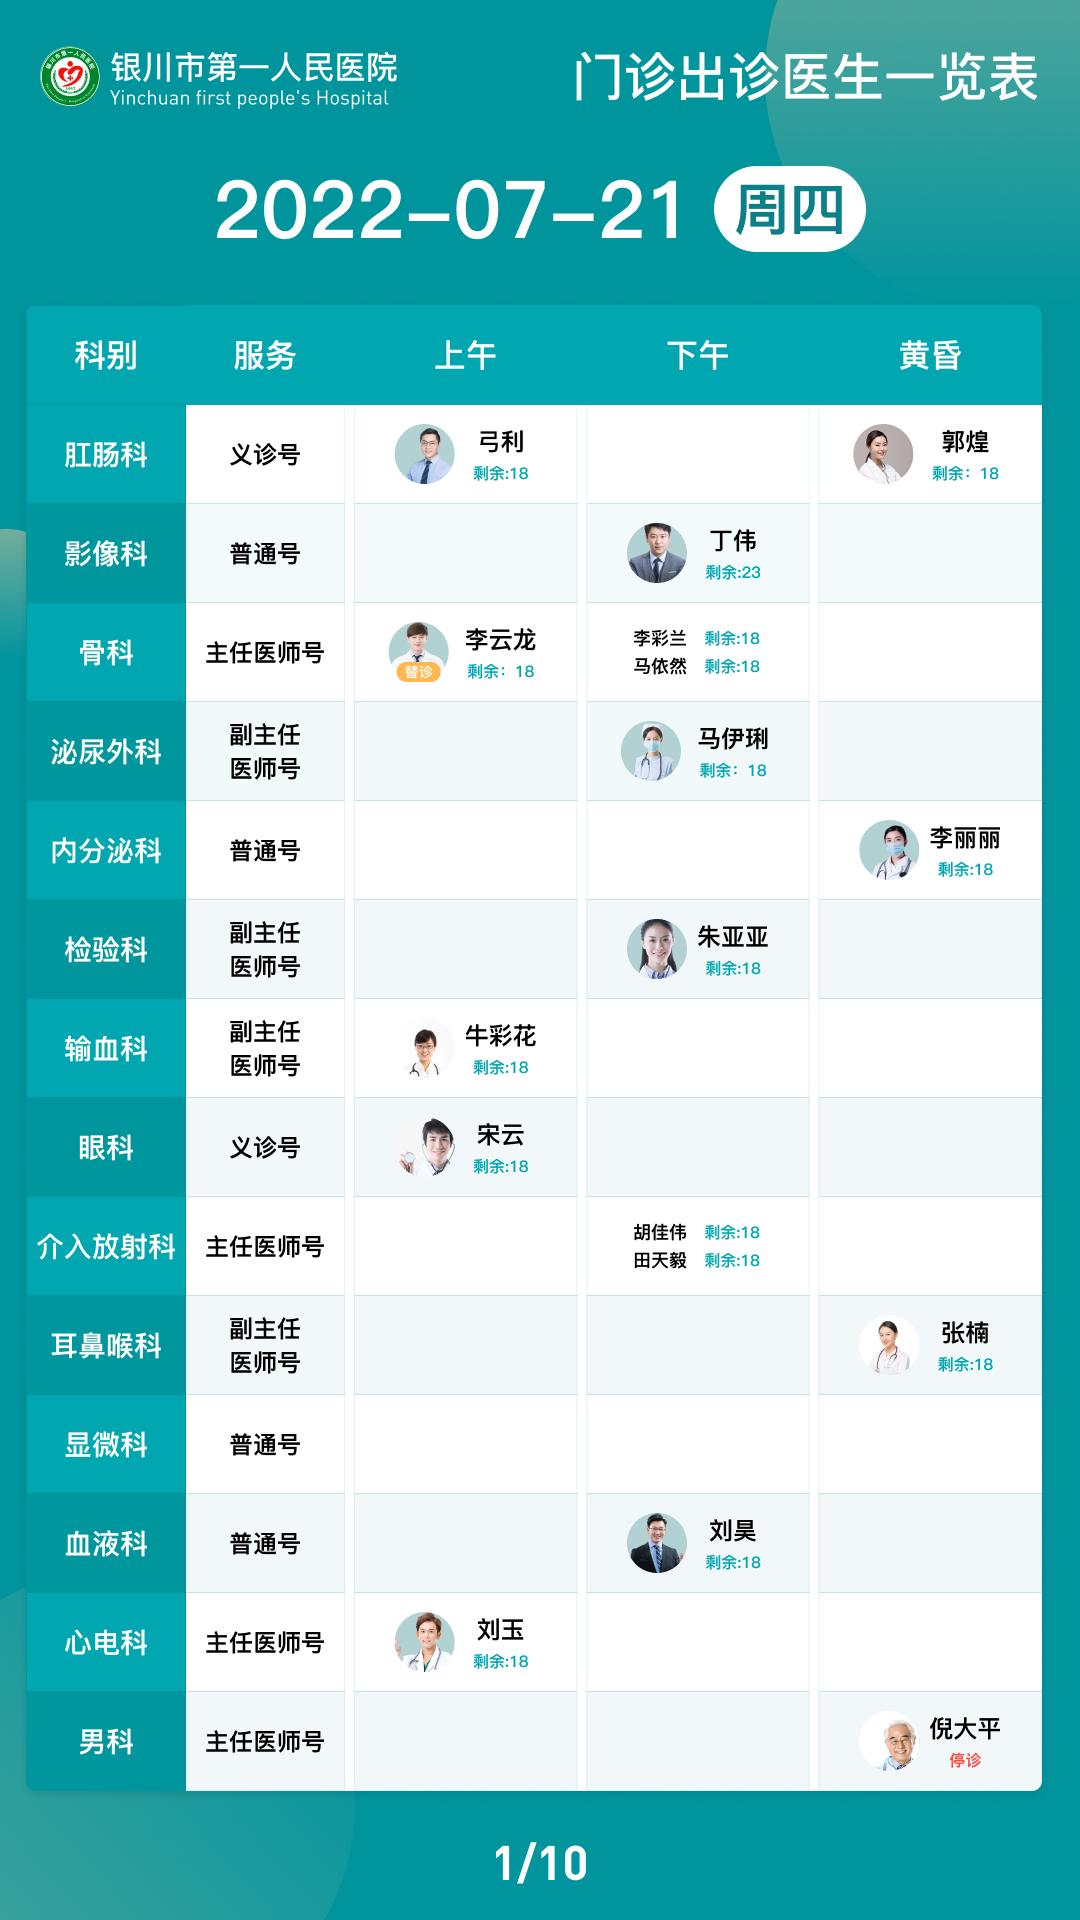 银川市第一人民医院
Yinchuan first people's Hospital
门诊出诊医生一览表
2022-07-21 周四
科别 服务 上午 下午 黄昏
肛肠科 义诊号 弓利 剩余:18 郭煌 剩余：18
影像科 普通号 丁伟 剩余:23
骨科 主任医师号 李云龙 替诊 剩余：18 李彩兰 剩余:18
马依然 剩余:18
泌尿外科 副主任
医师号 马伊琍 剩余：18
内分泌科 普通号 李丽丽 剩余:18
检验科 副主任
医师号 朱亚亚 剩余:18
输血科 副主任
医师号 牛彩花 剩余:18
眼科 义诊号 宋云 剩余:18
介入放射科 主任医师号 胡佳伟 剩余:18
田天毅 剩余:18
耳鼻喉科 副主任
医师号 张楠 剩余:18
显微科 普通号
血液科 普通号 刘昊 剩余:18
心电科 主任医师号 刘玉 剩余:18
男科 主任医师号 倪大平 停诊
1/10